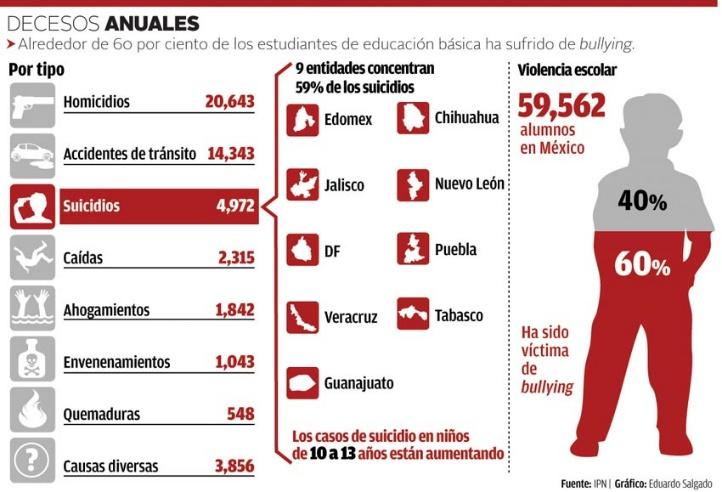 DECESOS ANUALES
Alrededor de 60 por ciento de los estudiantes de educación básica ha sufrido de bullying.
Por tipo
Homicidios 20,643
Accidentes de tránsito 14,343
Suicidios 4,972
Caídas 2,315
Ahogamientos 1,842
Envenenamientos 1,043
Quemaduras 548
? Causas diversas 3,856
9 entidades concentran
59% de los suicidios
Edomex
Chihuahua
Jalisco
Nuevo León
DF
Puebla
Veracruz
Tabasco
Guanajuato
Los casos de suicidio en niños
de 10 a 13 años están aumentando
Violencia escolar
59,562
alumnos
en México
40%
60%
Ha sido
víctima
de
bullying
Fuente: IPN | Gráfico: Eduardo Salgado